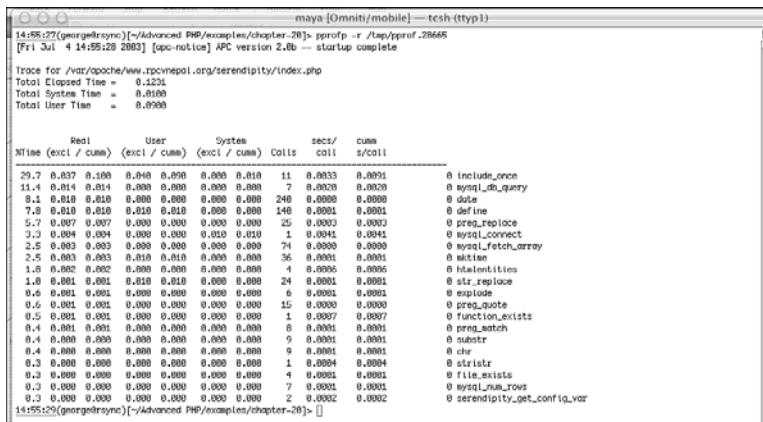 maya [Omniti/mobile] — tcsh (ttyp1)
14:55:27(george@rsync)[~/Advanced PHP/examples/chapter-20]> pprofp -r /tmp/pprof.28665
[Fri Jul 4 14:55:28 2003] [apc-notice] APC version 2.0b -- startup complete
Trace for /var/apache/www.rpcvnepal.org/serendipity/index.php
Total Elapsed Time = 0.1231
Total System Time = 0.0100
Total User Time = 0.0900
Real User System secs/ cumm
%Time (excl / cumm) (excl / cumm) (excl / cumm) Calls call s/call
29.7 0.037 0.100 0.040 0.090 0.000 0.010 11 0.0033 0.0091 0 include_once
11.4 0.014 0.014 0.000 0.000 0.000 0.000 7 0.0020 0.0020 0 mysql_db_query
8.1 0.010 0.010 0.000 0.000 0.000 0.000 240 0.0000 0.0000 0 date
7.8 0.010 0.010 0.010 0.010 0.000 0.000 140 0.0001 0.0001 0 define
5.7 0.007 0.007 0.000 0.000 0.000 0.000 25 0.0003 0.0003 0 preg_replace
3.3 0.004 0.004 0.000 0.000 0.010 0.010 1 0.0041 0.0041 0 mysql_connect
2.5 0.003 0.003 0.000 0.000 0.000 0.000 74 0.0000 0.0000 0 mysql_fetch_array
2.5 0.003 0.003 0.010 0.010 0.000 0.000 36 0.0001 0.0001 0 mktime
1.8 0.002 0.002 0.000 0.000 0.000 0.000 4 0.0006 0.0006 0 htmlentities
1.0 0.001 0.001 0.010 0.010 0.000 0.000 24 0.0001 0.0001 0 str_replace
0.6 0.001 0.001 0.000 0.000 0.000 0.000 6 0.0001 0.0001 0 explode
0.6 0.001 0.001 0.000 0.000 0.000 0.000 15 0.0000 0.0000 0 preg_quote
0.5 0.001 0.001 0.000 0.000 0.000 0.000 1 0.0007 0.0007 0 function_exists
0.4 0.001 0.001 0.000 0.000 0.000 0.000 8 0.0001 0.0001 0 preg_match
0.4 0.000 0.000 0.000 0.000 0.000 0.000 9 0.0001 0.0001 0 substr
0.4 0.000 0.000 0.000 0.000 0.000 0.000 9 0.0001 0.0001 0 chr
0.3 0.000 0.000 0.000 0.000 0.000 0.000 1 0.0004 0.0004 0 stristr
0.3 0.000 0.000 0.000 0.000 0.000 0.000 4 0.0001 0.0001 0 file_exists
0.3 0.000 0.000 0.000 0.000 0.000 0.000 7 0.0001 0.0001 0 mysql_num_rows
0.3 0.000 0.000 0.000 0.000 0.000 0.000 2 0.0002 0.0002 0 serendipity_get_config_var
14:55:29(george@rsync)[~/Advanced PHP/examples/chapter-20]>